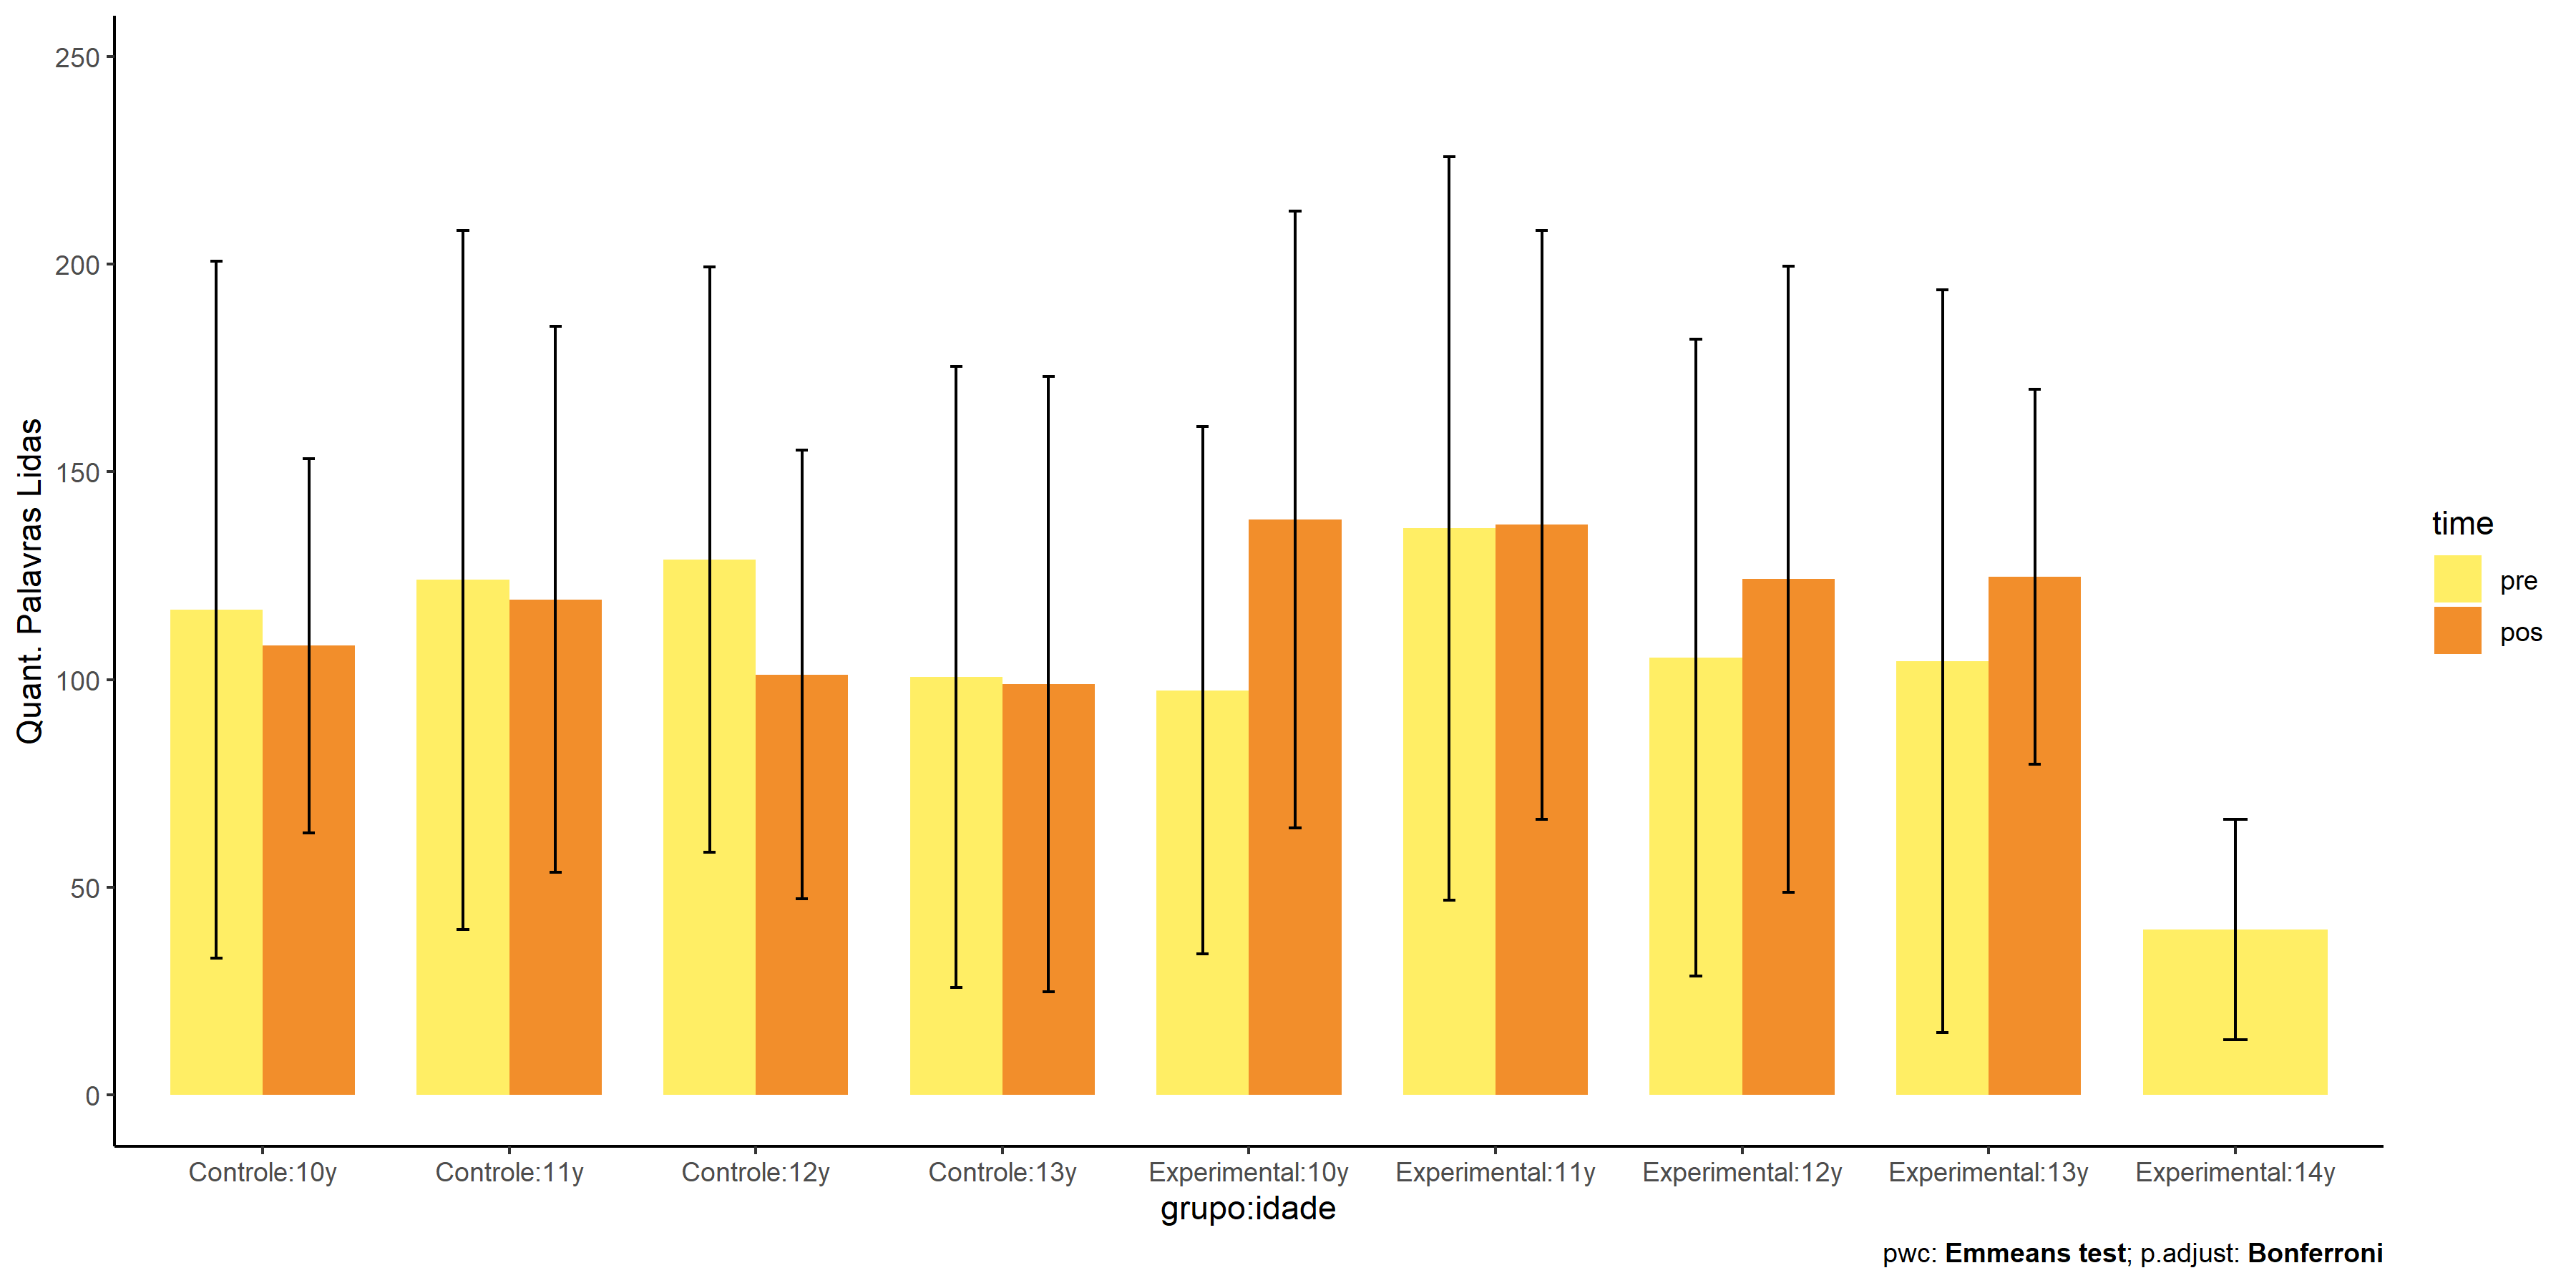 Quant. Palavras Lidas
250
200
150
100
50
0
Controle:10y
Controle:11y
Controle:12y
Controle:13y
Experimental:10y
Experimental:11y
Experimental:12y
Experimental:13y
Experimental:14y
grupo:idade
time
pre
pos
pwc: Emmeans test; p.adjust: Bonferroni